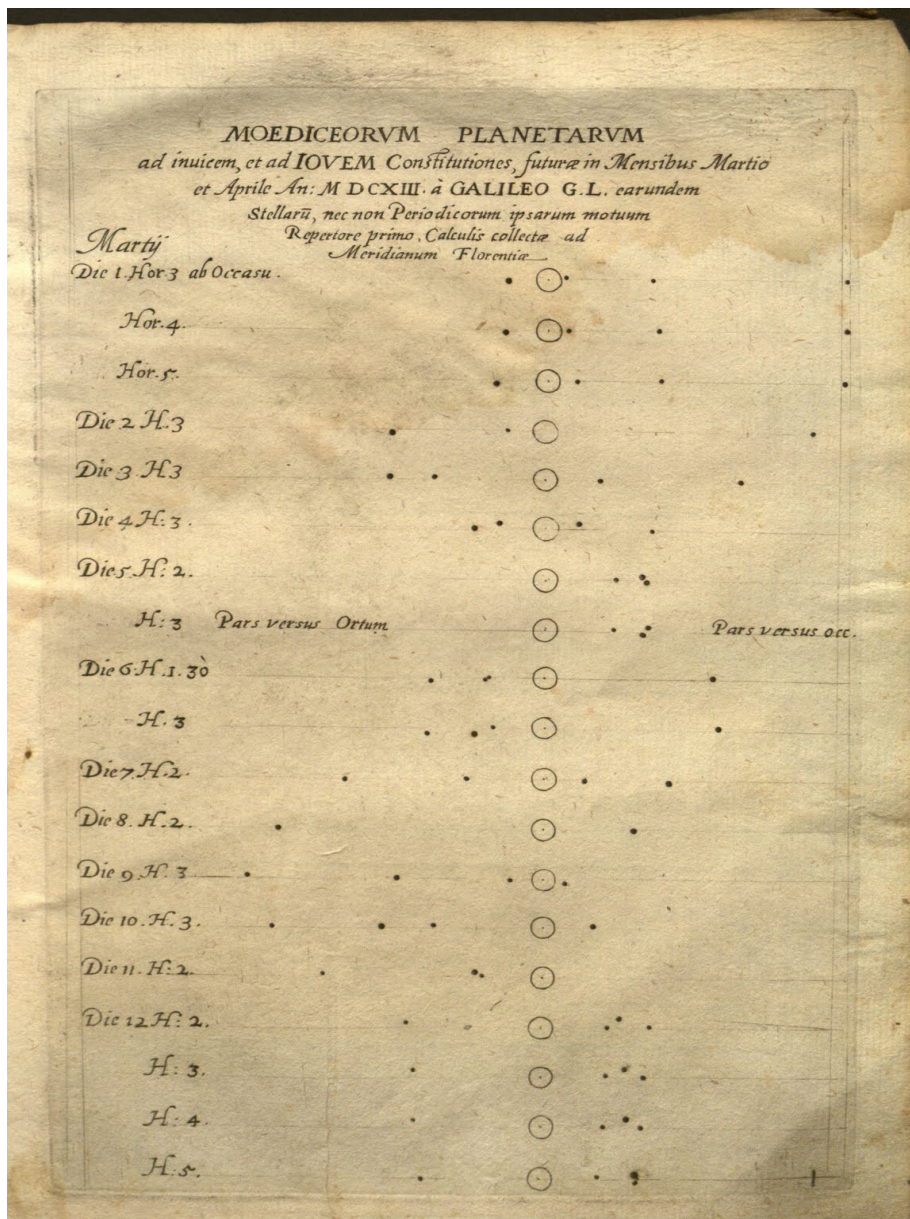 MOEDICEORVM PLANETARVM
ad inuicem, et ad IOVEM Constitutiones, futuræ in Mensibus Martio
et Aprile An: M DCXIII. à GALILEO G.L. earundem
Stellarū, nec non Periodicorum ipsarum motuum
Repertore primo, Calculis collectæ ad
Meridianum Florentiæ
Martij
Die 1. Hor. 3 ab Occasu.
Hor. 4.
Hor. 5.
Die 2 H. 3
Die 3 H3
Die 4 H: 3.
Die 5 H: 2.
H: 3 Pars versus Ortum Pars versus occ.
Die 6. H. 1. 30
H. 3
Die 7. H. 2.
Die 8. H. 2.
Die 9. H. 3
Die 10. H. 3.
Die 11. H: 2.
Die 12 H: 2.
H: 3.
H: 4.
H: 5.